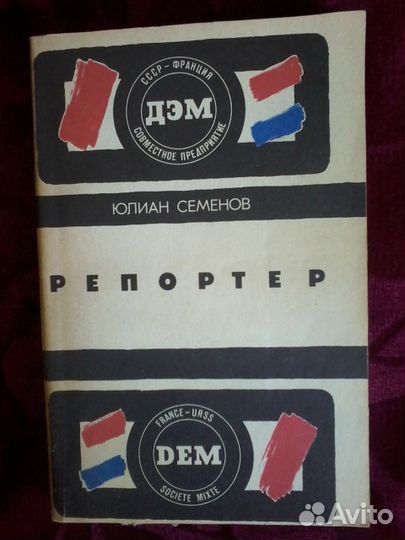 СССР – ФРАНЦИЯ
ДЭМ
СОВМЕСТНОЕ ПРЕДПРИЯТИЕ
ЮЛИАН СЕМЕНОВ
РЕПОРТЕР
FRANCE – URSS
DEM
SOCIETE MIXTE
Avito